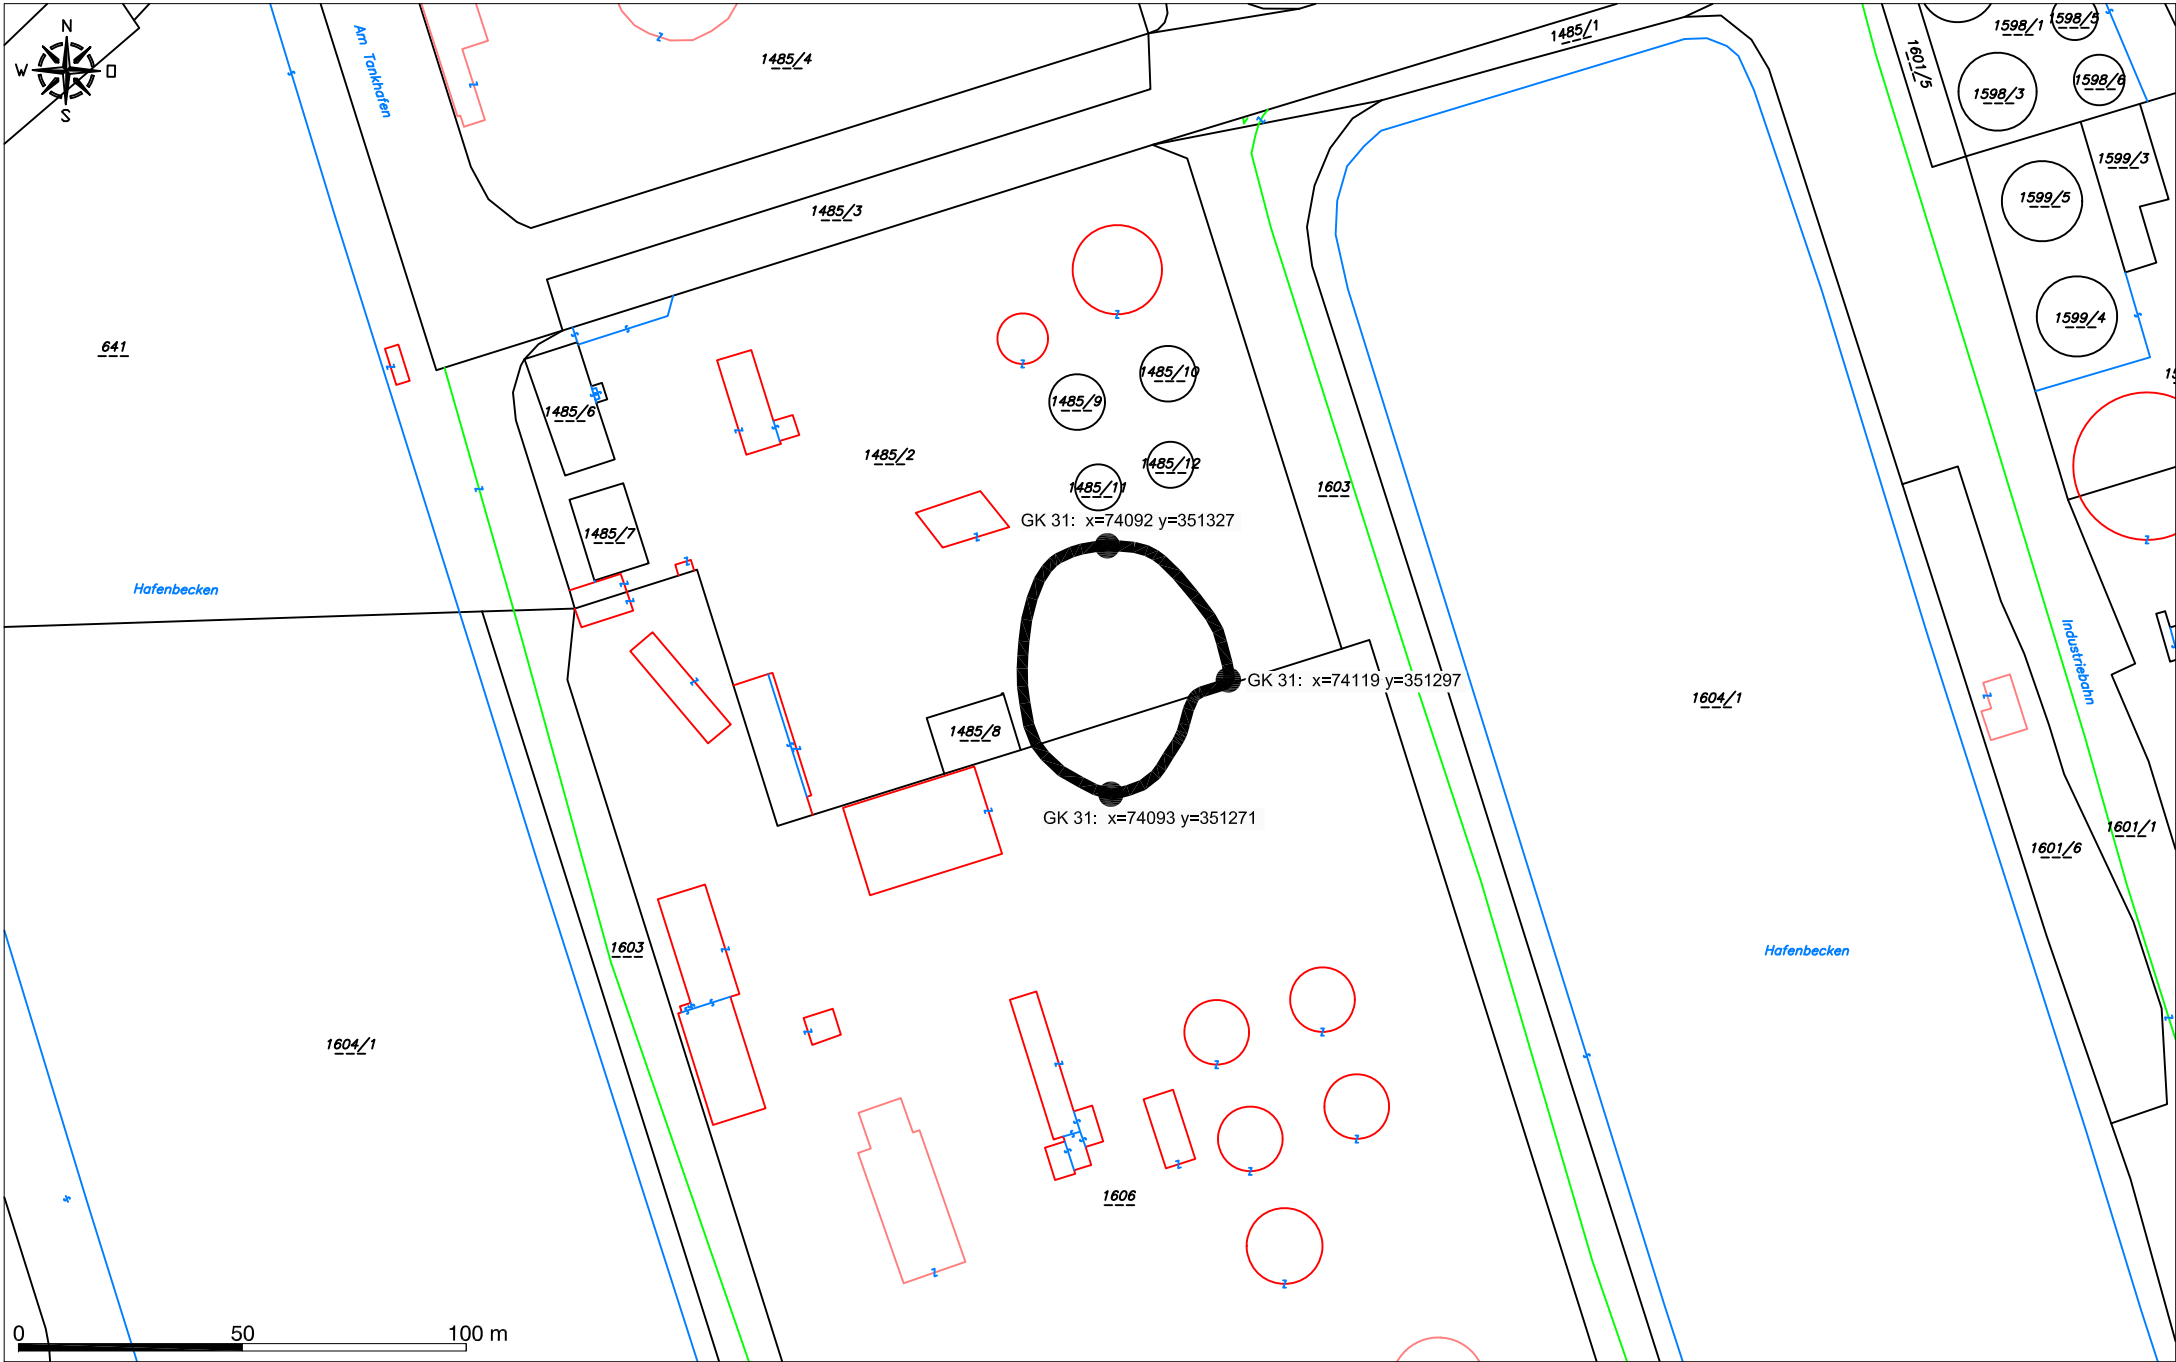 N
W
O
S
Am Tankhafen
1485/4
1485/1
1601/5
1598/1
1598/5
1598/3
1598/6
1599/3
1485/3
1599/5
1599/4
641
1485/10
1485/9
1485/6
1485/2
1485/12
1485/11
1603
GK 31: x=74092 y=351327
1485/7
Hafenbecken
Industriebahn
GK 31: x=74119 y=351297
1604/1
1485/8
GK 31: x=74093 y=351271
1601/1
1601/6
1603
Hafenbecken
1604/1
1606
0 50 100 m